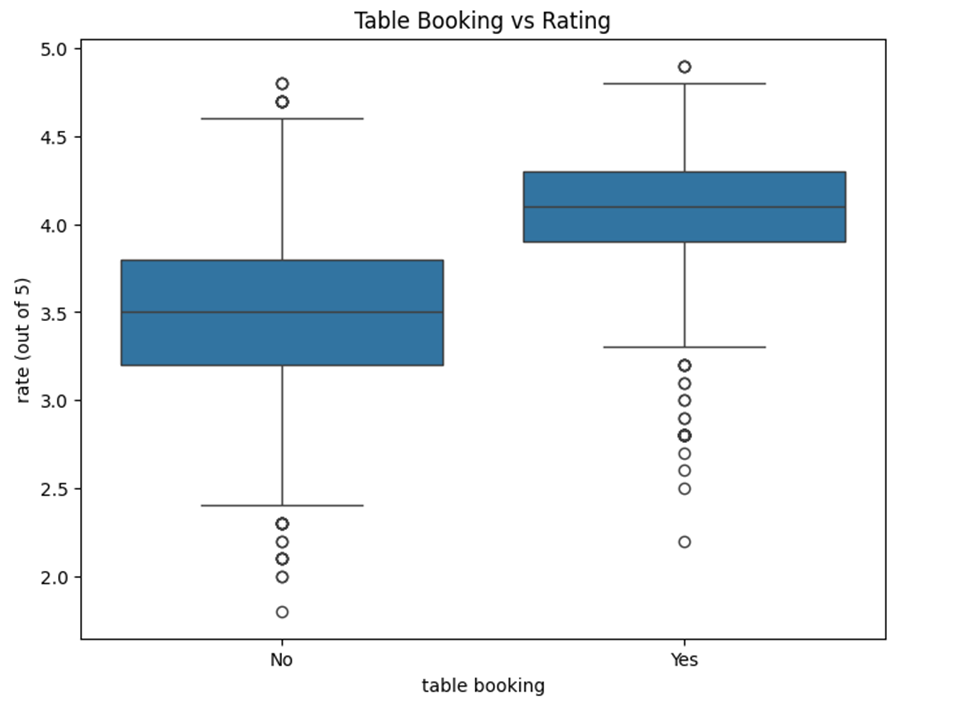 Table Booking vs Rating
5.0
4.5
4.0
3.5
3.0
2.5
2.0
rate (out of 5)
No
Yes
table booking